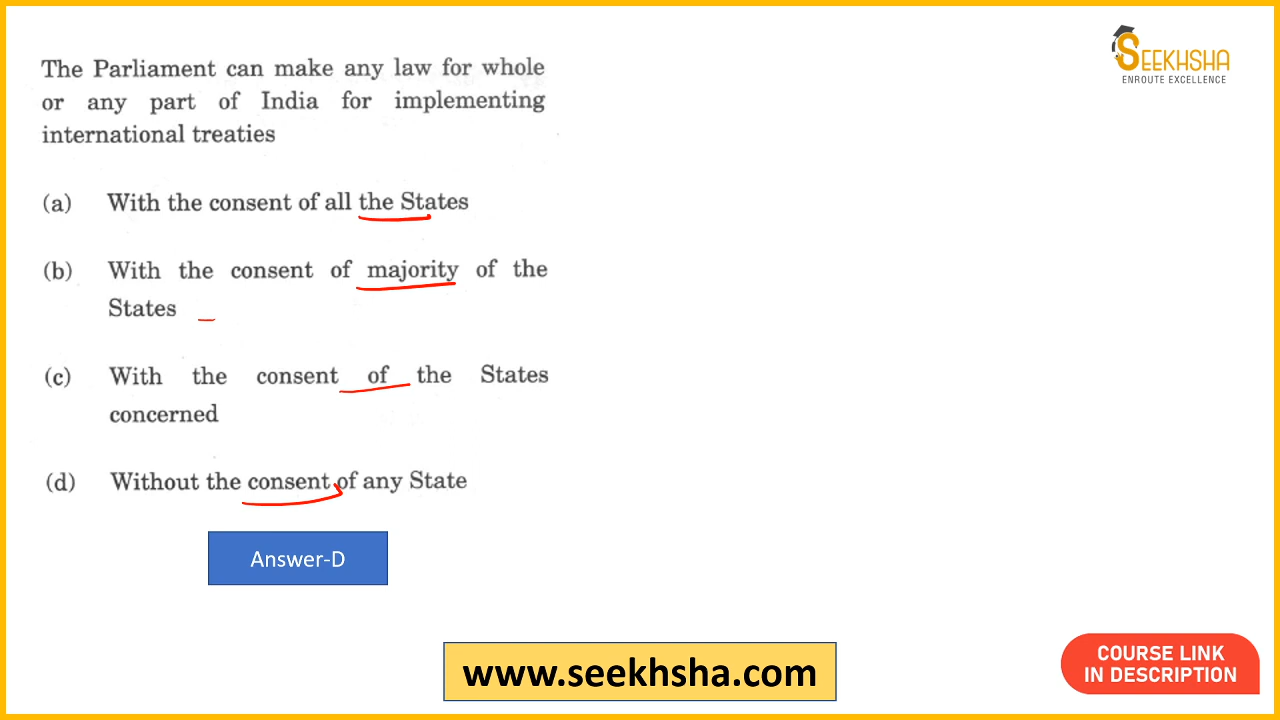 SEEKHSHA
ENROUTE EXCELLENCE
The Parliament can make any law for whole
or any part of India for implementing
international treaties
(a) With the consent of all the States
(b) With the consent of majority of the
States
(c) With the consent of the States
concerned
(d) Without the consent of any State
Answer-D
www.seekhsha.com
COURSE LINK
IN DESCRIPTION